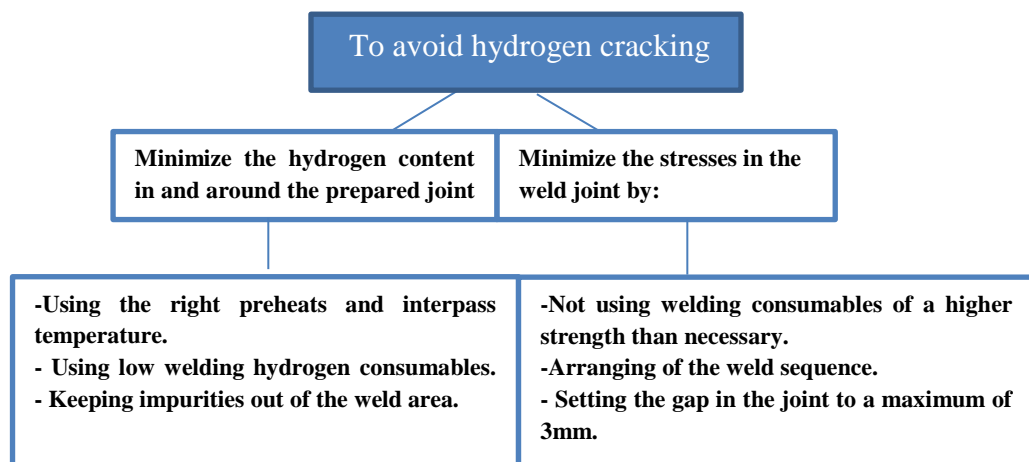 To avoid hydrogen cracking
Minimize the hydrogen content
in and around the prepared joint
Minimize the stresses in the
weld joint by:
-Using the right preheats and interpass
temperature.
- Using low welding hydrogen consumables.
- Keeping impurities out of the weld area.
-Not using welding consumables of a higher
strength than necessary.
-Arranging of the weld sequence.
- Setting the gap in the joint to a maximum of
3mm.